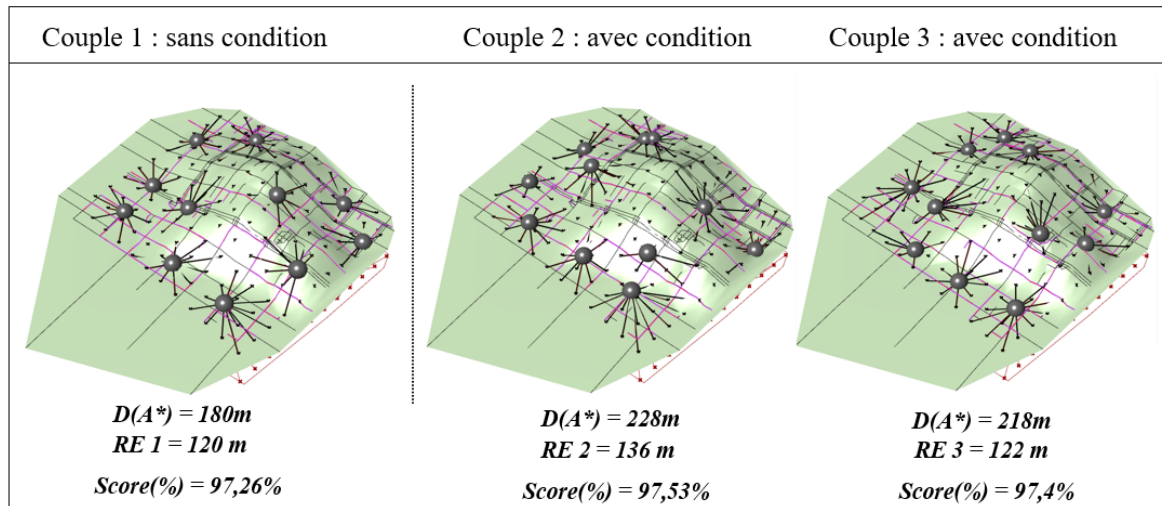 Couple 1 : sans condition
Couple 2 : avec condition
Couple 3 : avec condition
D(A*) = 180m
RE 1 = 120 m
Score(%) = 97,26%
D(A*) = 228m
RE 2 = 136 m
Score(%) = 97,53%
D(A*) = 218m
RE 3 = 122 m
Score(%) = 97,4%